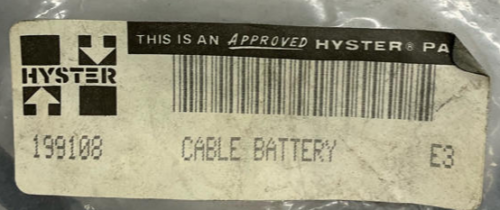 THIS IS AN APPROVED HYSTER® PA
HYSTER
199108 CABLE BATTERY E3